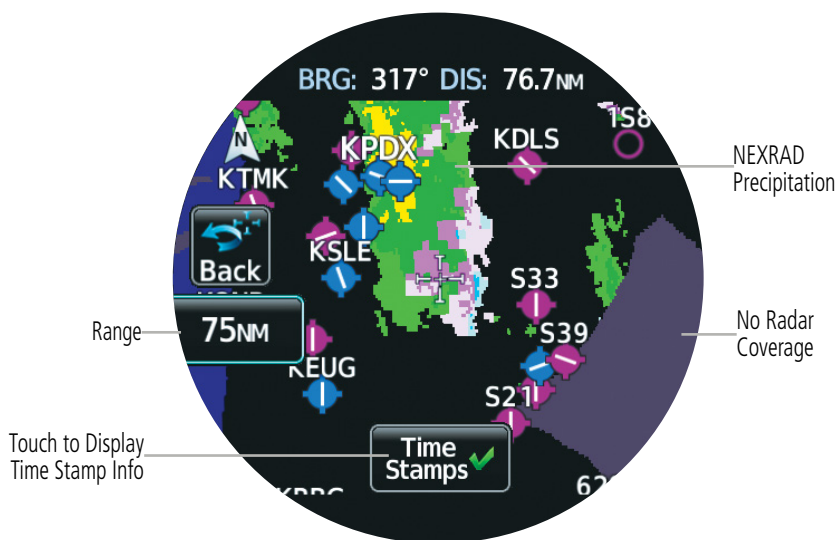 BRG: 317° DIS: 76.7NM
1S8
KDLS
KPDX
NEXRAD
Precipitation
N
KTMK
Back
KSLE
S33
Range
75NM
S39
No Radar
Coverage
KEUG
S21
Touch to Display
Time Stamp Info
Time
Stamps